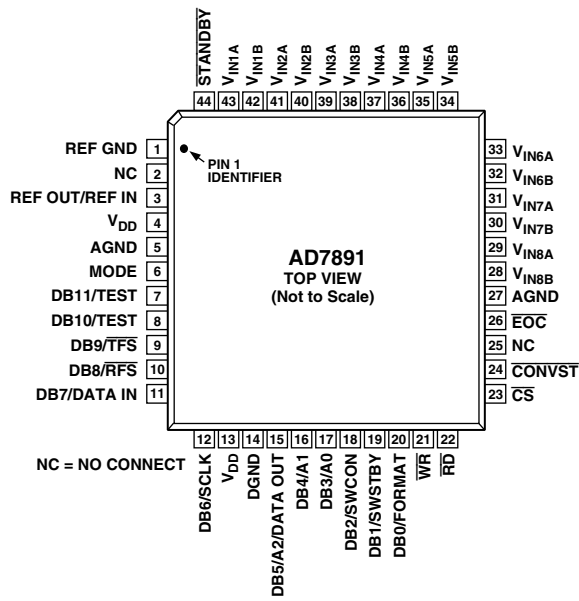 STANDBY
VIN1A
VIN1B
VIN2A
VIN2B
VIN3A
VIN3B
VIN4A
VIN4B
VIN5A
VIN5B
44 43 42 41 40 39 38 37 36 35 34
REF GND 1
NC 2
REF OUT/REF IN 3
VDD 4
AGND 5
MODE 6
DB11/TEST 7
DB10/TEST 8
DB9/TFS 9
DB8/RFS 10
DB7/DATA IN 11
PIN 1
IDENTIFIER
AD7891
TOP VIEW
(Not to Scale)
33 VIN6A
32 VIN6B
31 VIN7A
30 VIN7B
29 VIN8A
28 VIN8B
27 AGND
26 EOC
25 NC
24 CONVST
23 CS
12 13 14 15 16 17 18 19 20 21 22
NC = NO CONNECT
DB6/SCLK
VDD
DGND
DB5/A2/DATA OUT
DB4/A1
DB3/A0
DB2/SWCON
DB1/SWSTBY
DB0/FORMAT
WR
RD